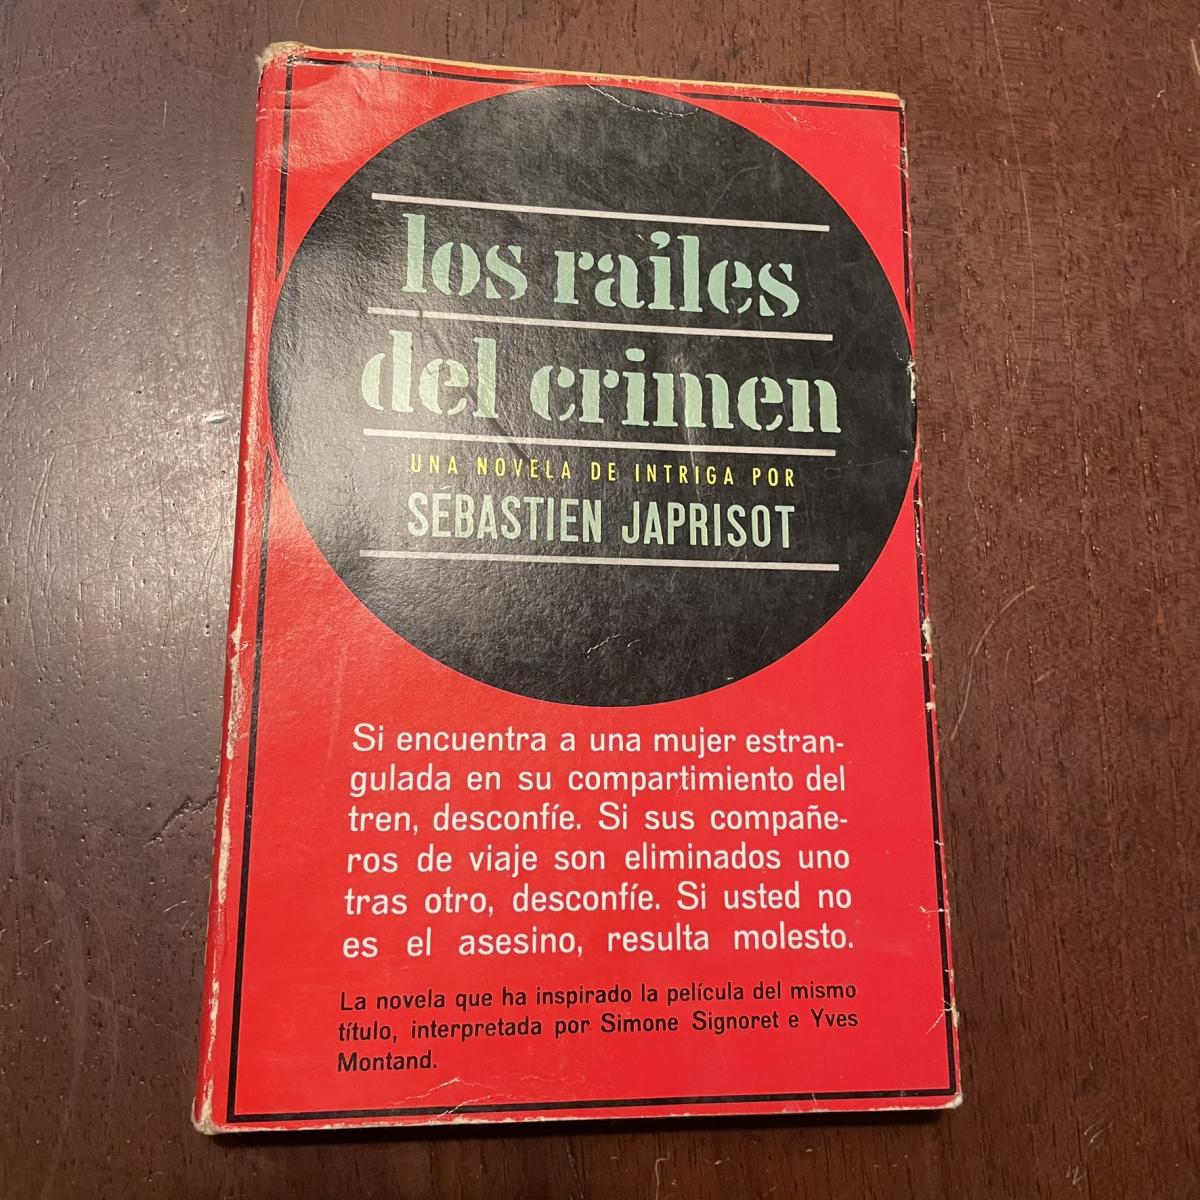 los railes
del crimen
UNA NOVELA DE INTRIGA POR
SÉBASTIEN JAPRISOT
Si encuentra a una mujer estran-
gulada en su compartimiento del
tren, desconfíe. Si sus compañe-
ros de viaje son eliminados uno
tras otro, desconfíe. Si usted no
es el asesino, resulta molesto.
La novela que ha inspirado la película del mismo
título, interpretada por Simone Signoret e Yves
Montand.